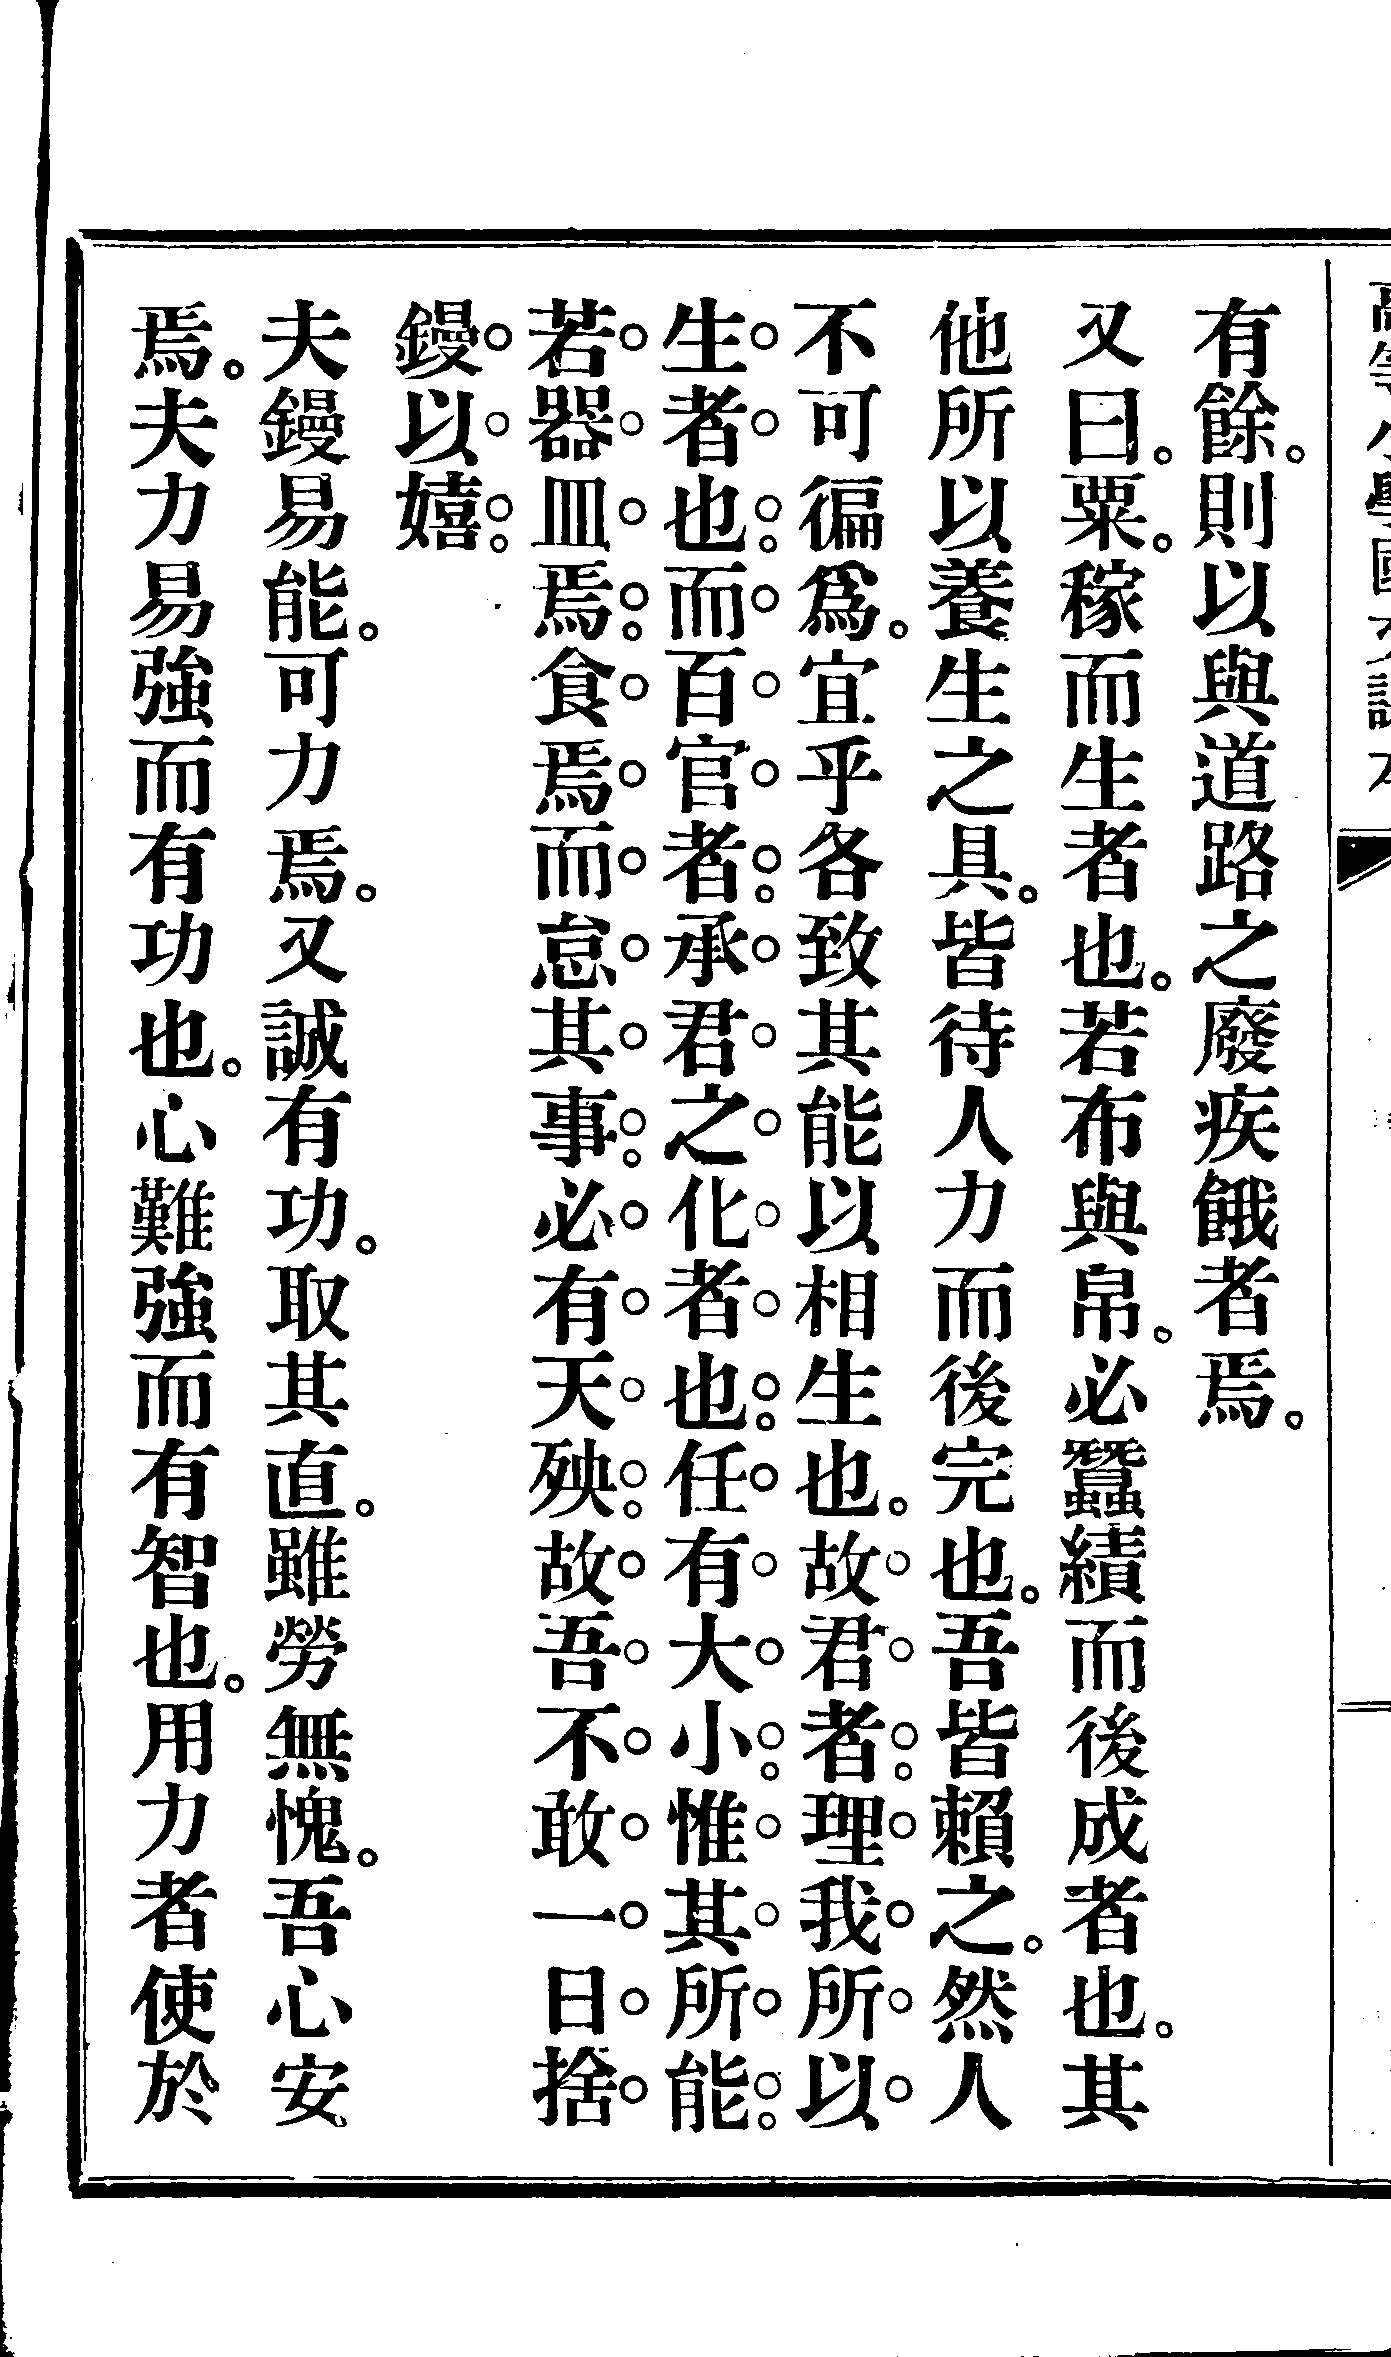 高等小學國文讀本
有餘。則以與道路之廢疾餓者焉。
又曰。粟。稼而生者也。若布與帛。必蠶績而後成者也。其
他所以養生之具。皆待人力而後完也。吾皆賴之。然人
不可徧爲。宜乎各致其能以相生也。故君者。理我所以
生者也。而百官者。承君之化者也。任有大小。惟其所能。
若器皿焉。食焉而怠其事。必有天殃。故吾不敢一日捨
鏝以嬉。
夫鏝易能。可力焉。又誠有功。取其直。雖勞無愧。吾心安
焉。夫力易強而有功也。心難強而有智也。用力者使於